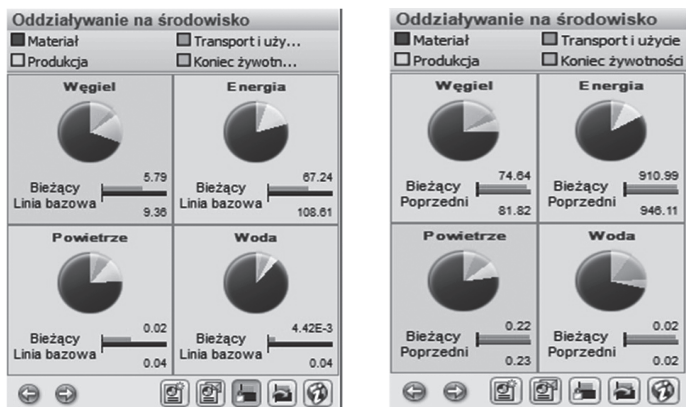 Oddziaływanie na środowisko
Materiał
Transport i uży...
Produkcja
Koniec żywotn...
Węgiel
Energia
5.79
67.24
Bieżący
Bieżący
Linia bazowa
Linia bazowa
9.36
108.61
Powietrze
Woda
0.02
4.42E-3
Bieżący
Bieżący
Linia bazowa
Linia bazowa
0.04
0.04
Oddziaływanie na środowisko
Materiał
Transport i użycie
Produkcja
Koniec żywotności
Węgiel
Energia
74.64
910.99
Bieżący
Bieżący
Poprzedni
Poprzedni
81.82
946.11
Powietrze
Woda
0.22
0.02
Bieżący
Bieżący
Poprzedni
Poprzedni
0.23
0.02